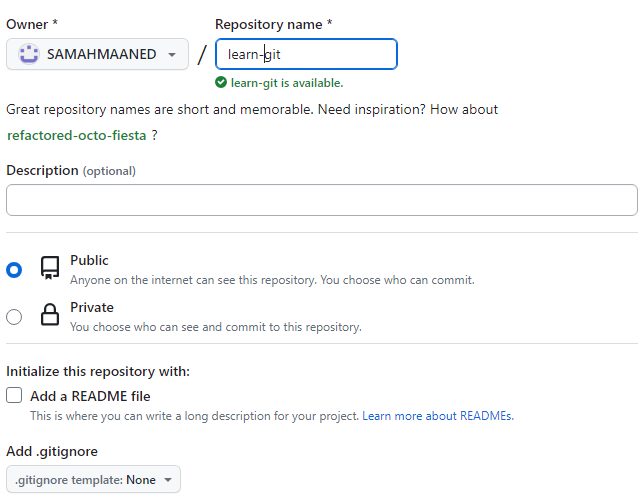 Owner * Repository name *
SAMAHMAANED / learn-git
learn-git is available.
Great repository names are short and memorable. Need inspiration? How about
refactored-octo-fiesta ?
Description (optional)
Public
Anyone on the internet can see this repository. You choose who can commit.
Private
You choose who can see and commit to this repository.
Initialize this repository with:
Add a README file
This is where you can write a long description for your project. Learn more about READMEs.
Add .gitignore
.gitignore template: None